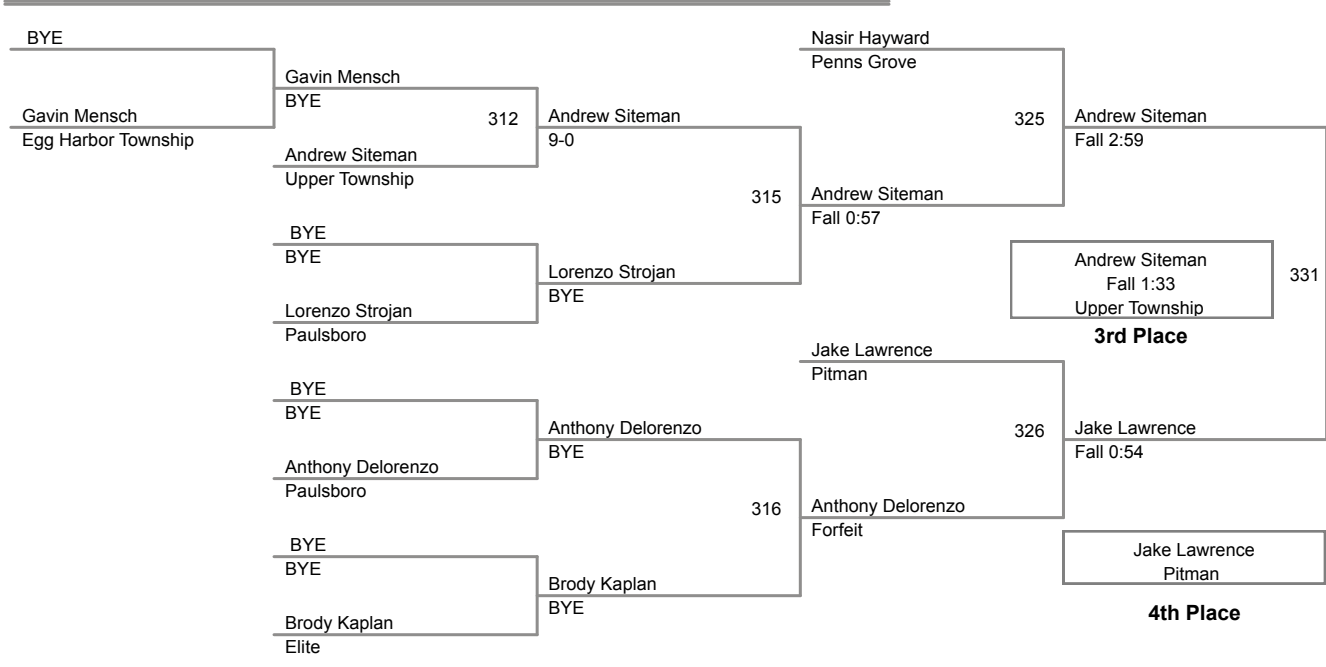 BYE
Gavin Mensch
Egg Harbor Township
Gavin Mensch
BYE
312
Andrew Siteman
Upper Township
BYE
BYE
Lorenzo Strojan
Paulsboro
BYE
BYE
Anthony Delorenzo
Paulsboro
BYE
BYE
Brody Kaplan
Elite
Andrew Siteman
9-0
315
Lorenzo Strojan
BYE
Anthony Delorenzo
BYE
316
Brody Kaplan
BYE
Nasir Hayward
Penns Grove
325
Andrew Siteman
Fall 0:57
Jake Lawrence
Pitman
326
Anthony Delorenzo
Forfeit
Andrew Siteman
Fall 2:59
Andrew Siteman
Fall 1:33
Upper Township
331
3rd Place
Jake Lawrence
Fall 0:54
Jake Lawrence
Pitman
4th Place